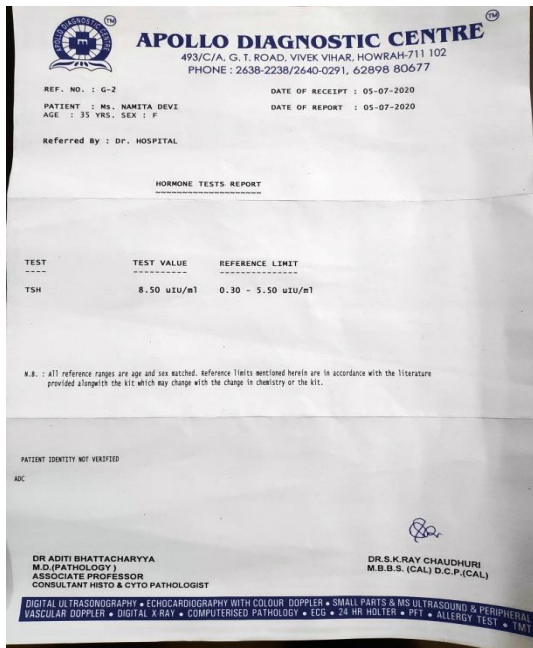 APOLLO DIAGNOSTIC CENTRE
TM
APOLLO DIAGNOSTIC CENTRE TM
493/C/A, G. T. ROAD, VIVEK VIHAR, HOWRAH-711 102
PHONE : 2638-2238/2640-0291, 62898 80677
REF. NO. : G-2 DATE OF RECEIPT : 05-07-2020
PATIENT : Ms. NAMITA DEVI DATE OF REPORT : 05-07-2020
AGE : 35 YRS. SEX : F
Referred By : Dr. HOSPITAL
HORMONE TESTS REPORT
TEST TEST VALUE REFERENCE LIMIT
TSH 8.50 uIU/ml 0.30 - 5.50 uIU/ml
N.B. : All reference ranges are age and sex matched. Reference limits mentioned herein are in accordance with the literature
provided alongwith the kit which may change with the change in chemistry or the kit.
PATIENT IDENTITY NOT VERIFIED
ADC
DR ADITI BHATTACHARYYA
M.D.(PATHOLOGY )
ASSOCIATE PROFESSOR
CONSULTANT HISTO & CYTO PATHOLOGIST
DR.S.K.RAY CHAUDHURI
M.B.B.S. (CAL) D.C.P.(CAL)
DIGITAL ULTRASONOGRAPHY • ECHOCARDIOGRAPHY WITH COLOUR DOPPLER • SMALL PARTS & MS ULTRASOUND & PERIPHERAL
VASCULAR DOPPLER • DIGITAL X RAY • COMPUTERISED PATHOLOGY • ECG • 24 HR HOLTER • PFT • ALLERGY TEST • TMT